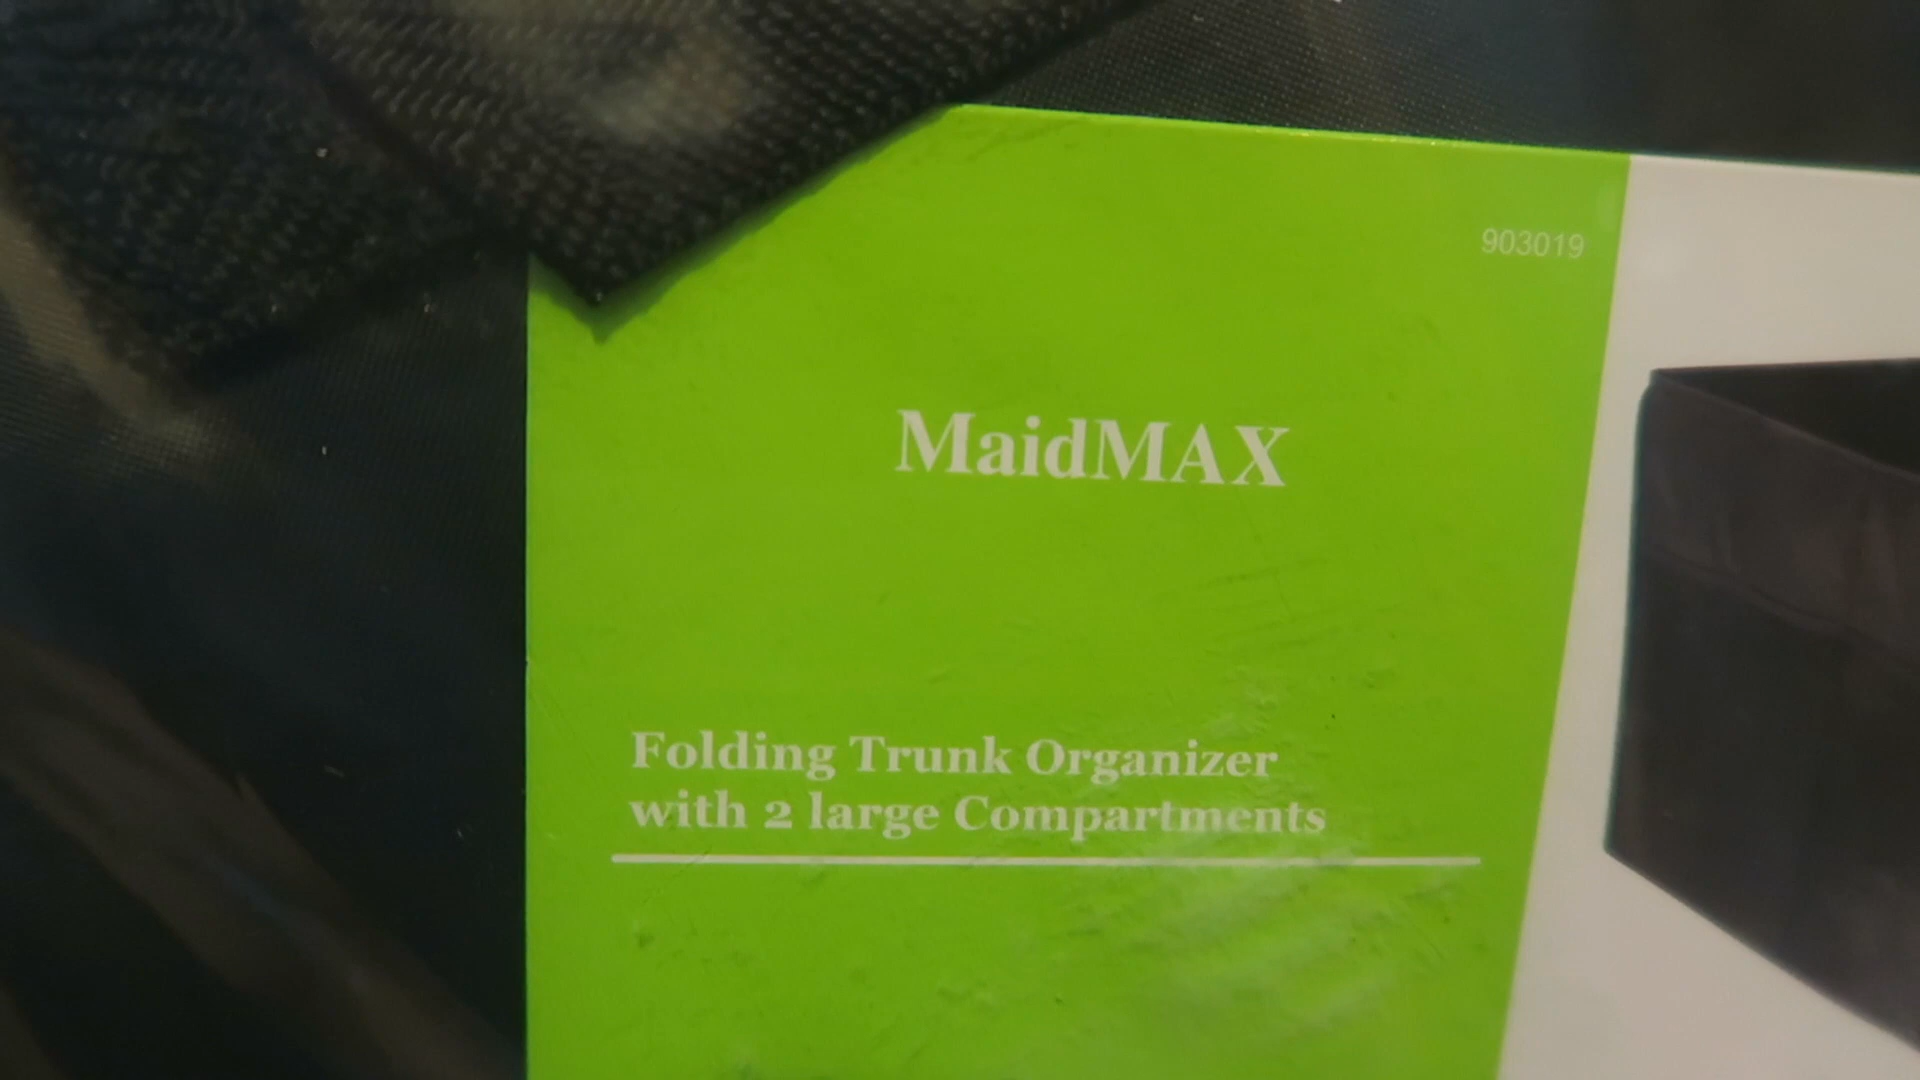 903019
MaidMAX
Folding Trunk Organizer
with 2 large Compartments